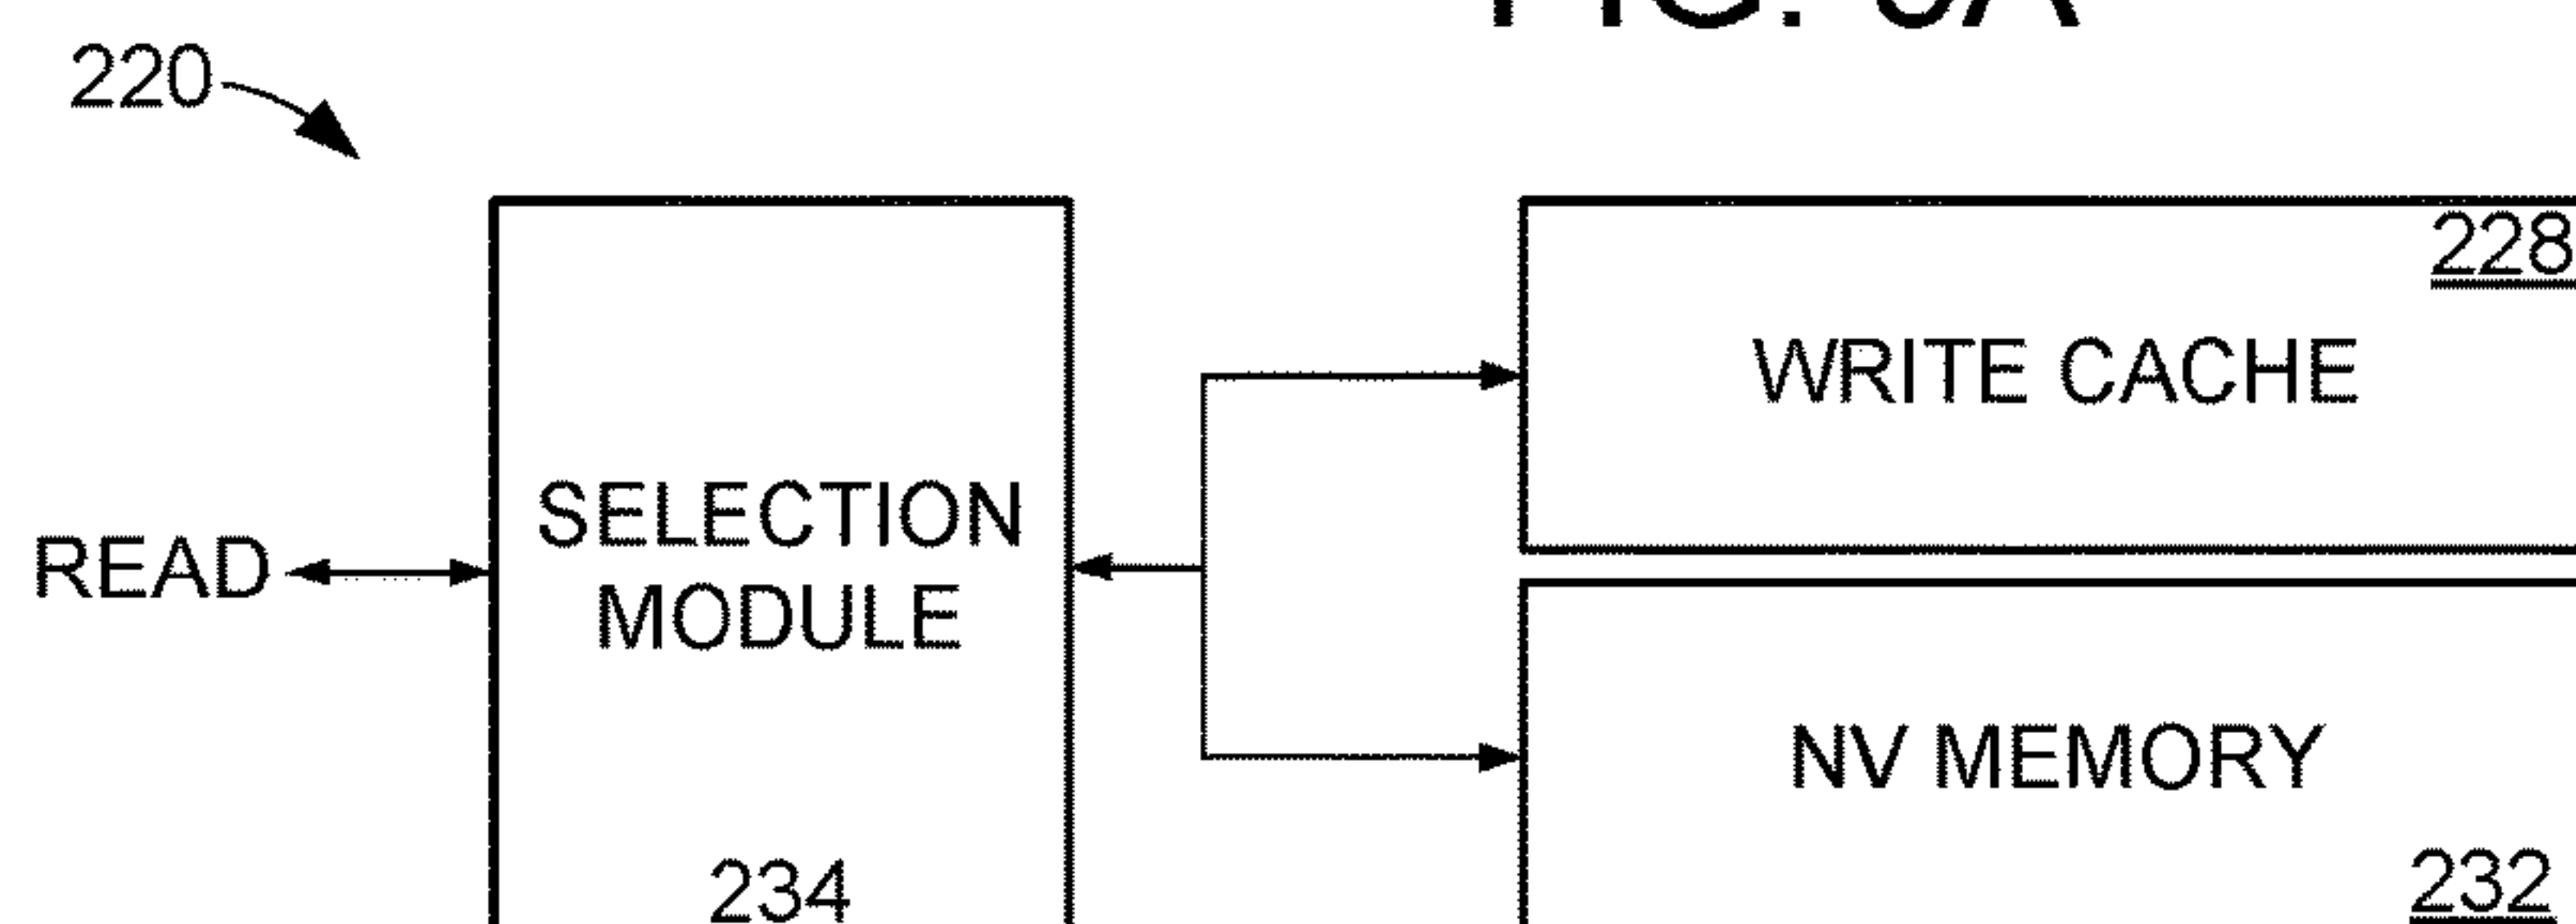 220
228
WRITE CACHE
SELECTION
MODULE
READ
NV MEMORY
234
232